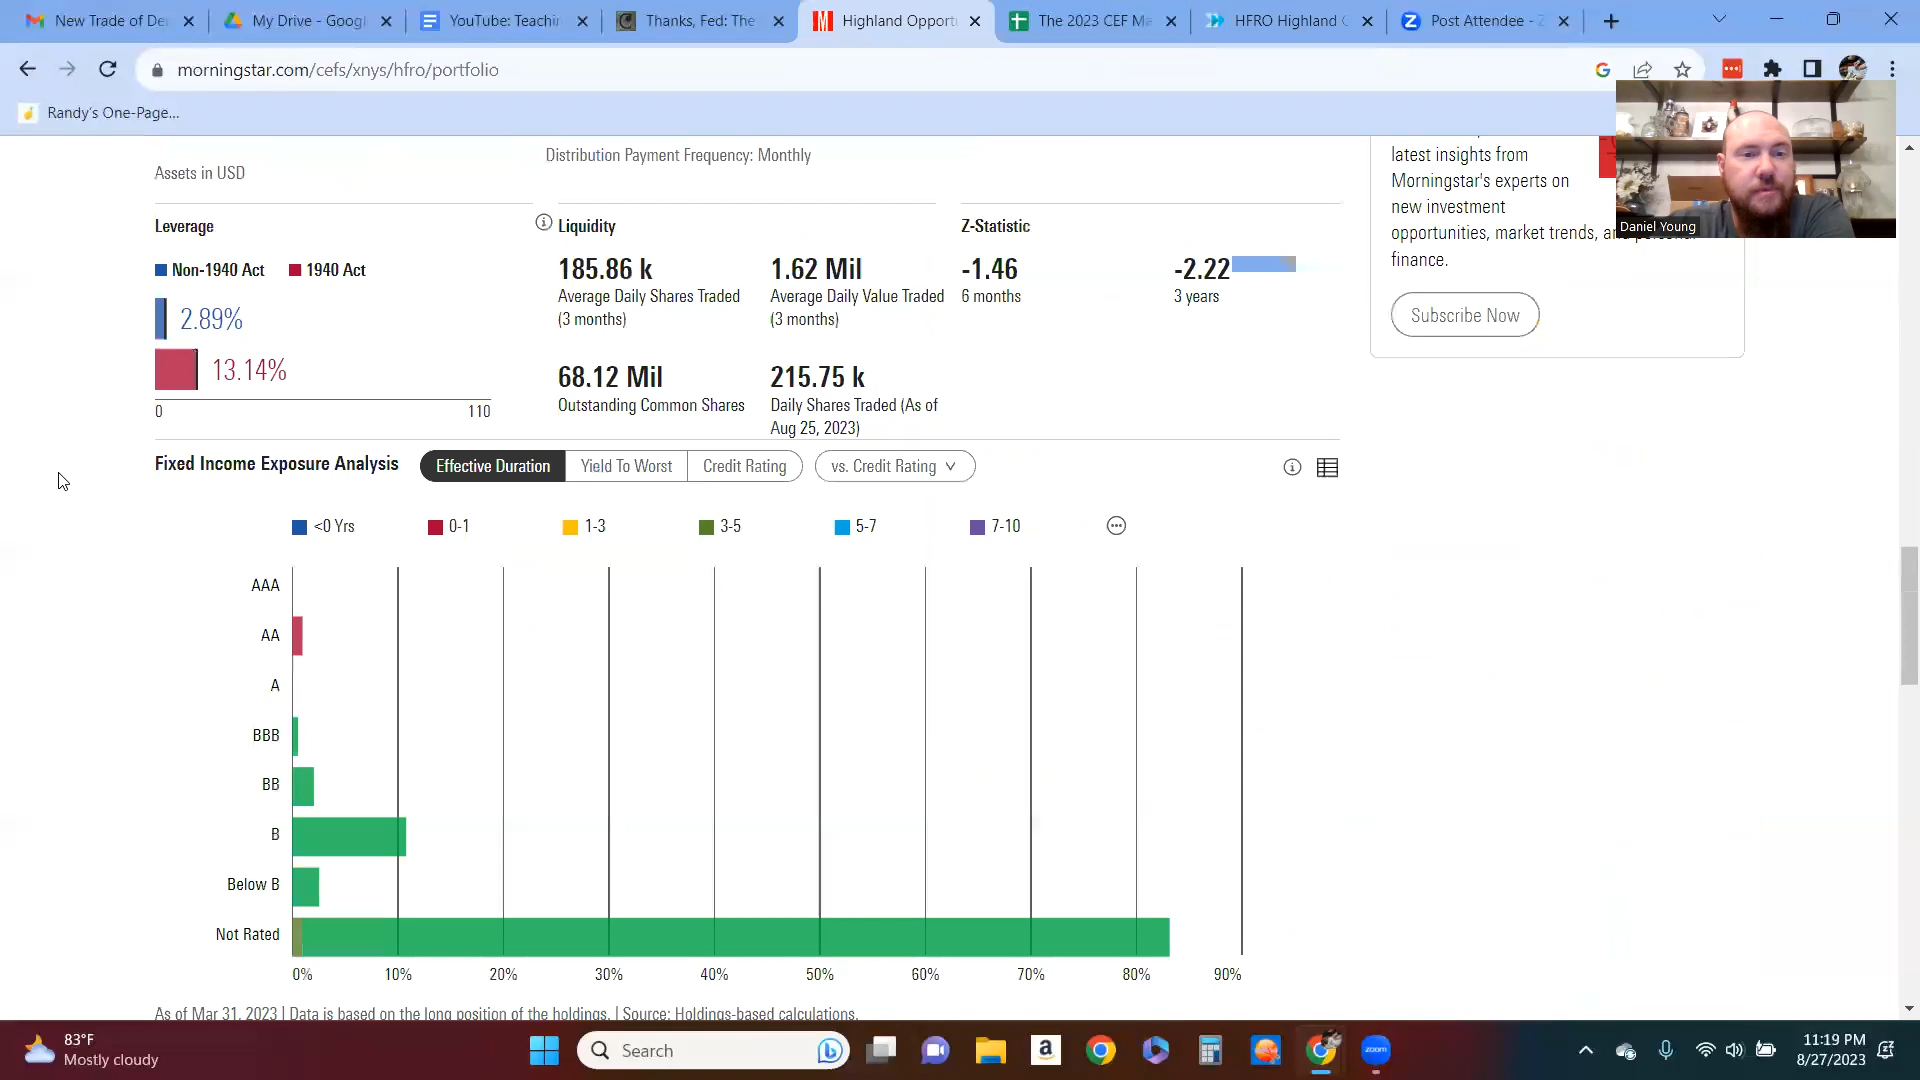 New Trade of De
My Drive - Googl
YouTube: Teachin
Thanks, Fed: The
Highland Opportu
The 2023 CEF Ma
HFRO Highland
Post Attendee -
morningstar.com/cefs/xnys/hfro/portfolio
Randy's One-Page...
Assets in USD
Distribution Payment Frequency: Monthly
latest insights from
Morningstar's experts on
new investment
opportunities, market trends,
finance.
Subscribe Now
Daniel Young
Leverage
Non-1940 Act
1940 Act
2.89%
13.14%
0
110
Liquidity
185.86 k
Average Daily Shares Traded
(3 months)
1.62 Mil
Average Daily Value Traded
(3 months)
68.12 Mil
Outstanding Common Shares
215.75 k
Daily Shares Traded (As of
Aug 25, 2023)
Z-Statistic
-1.46
6 months
-2.22
3 years
Fixed Income Exposure Analysis
Effective Duration
Yield To Worst
Credit Rating
vs. Credit Rating
<0 Yrs
0-1
1-3
3-5
5-7
7-10
AAA
AA
A
BBB
BB
B
Below B
Not Rated
0%
10%
20%
30%
40%
50%
60%
70%
80%
90%
As of Mar 31, 2023 | Data is based on the long position of the holdings. | Source: Holdings-based calculations.
83°F
Mostly cloudy
Search
zoom
11:19 PM
8/27/2023